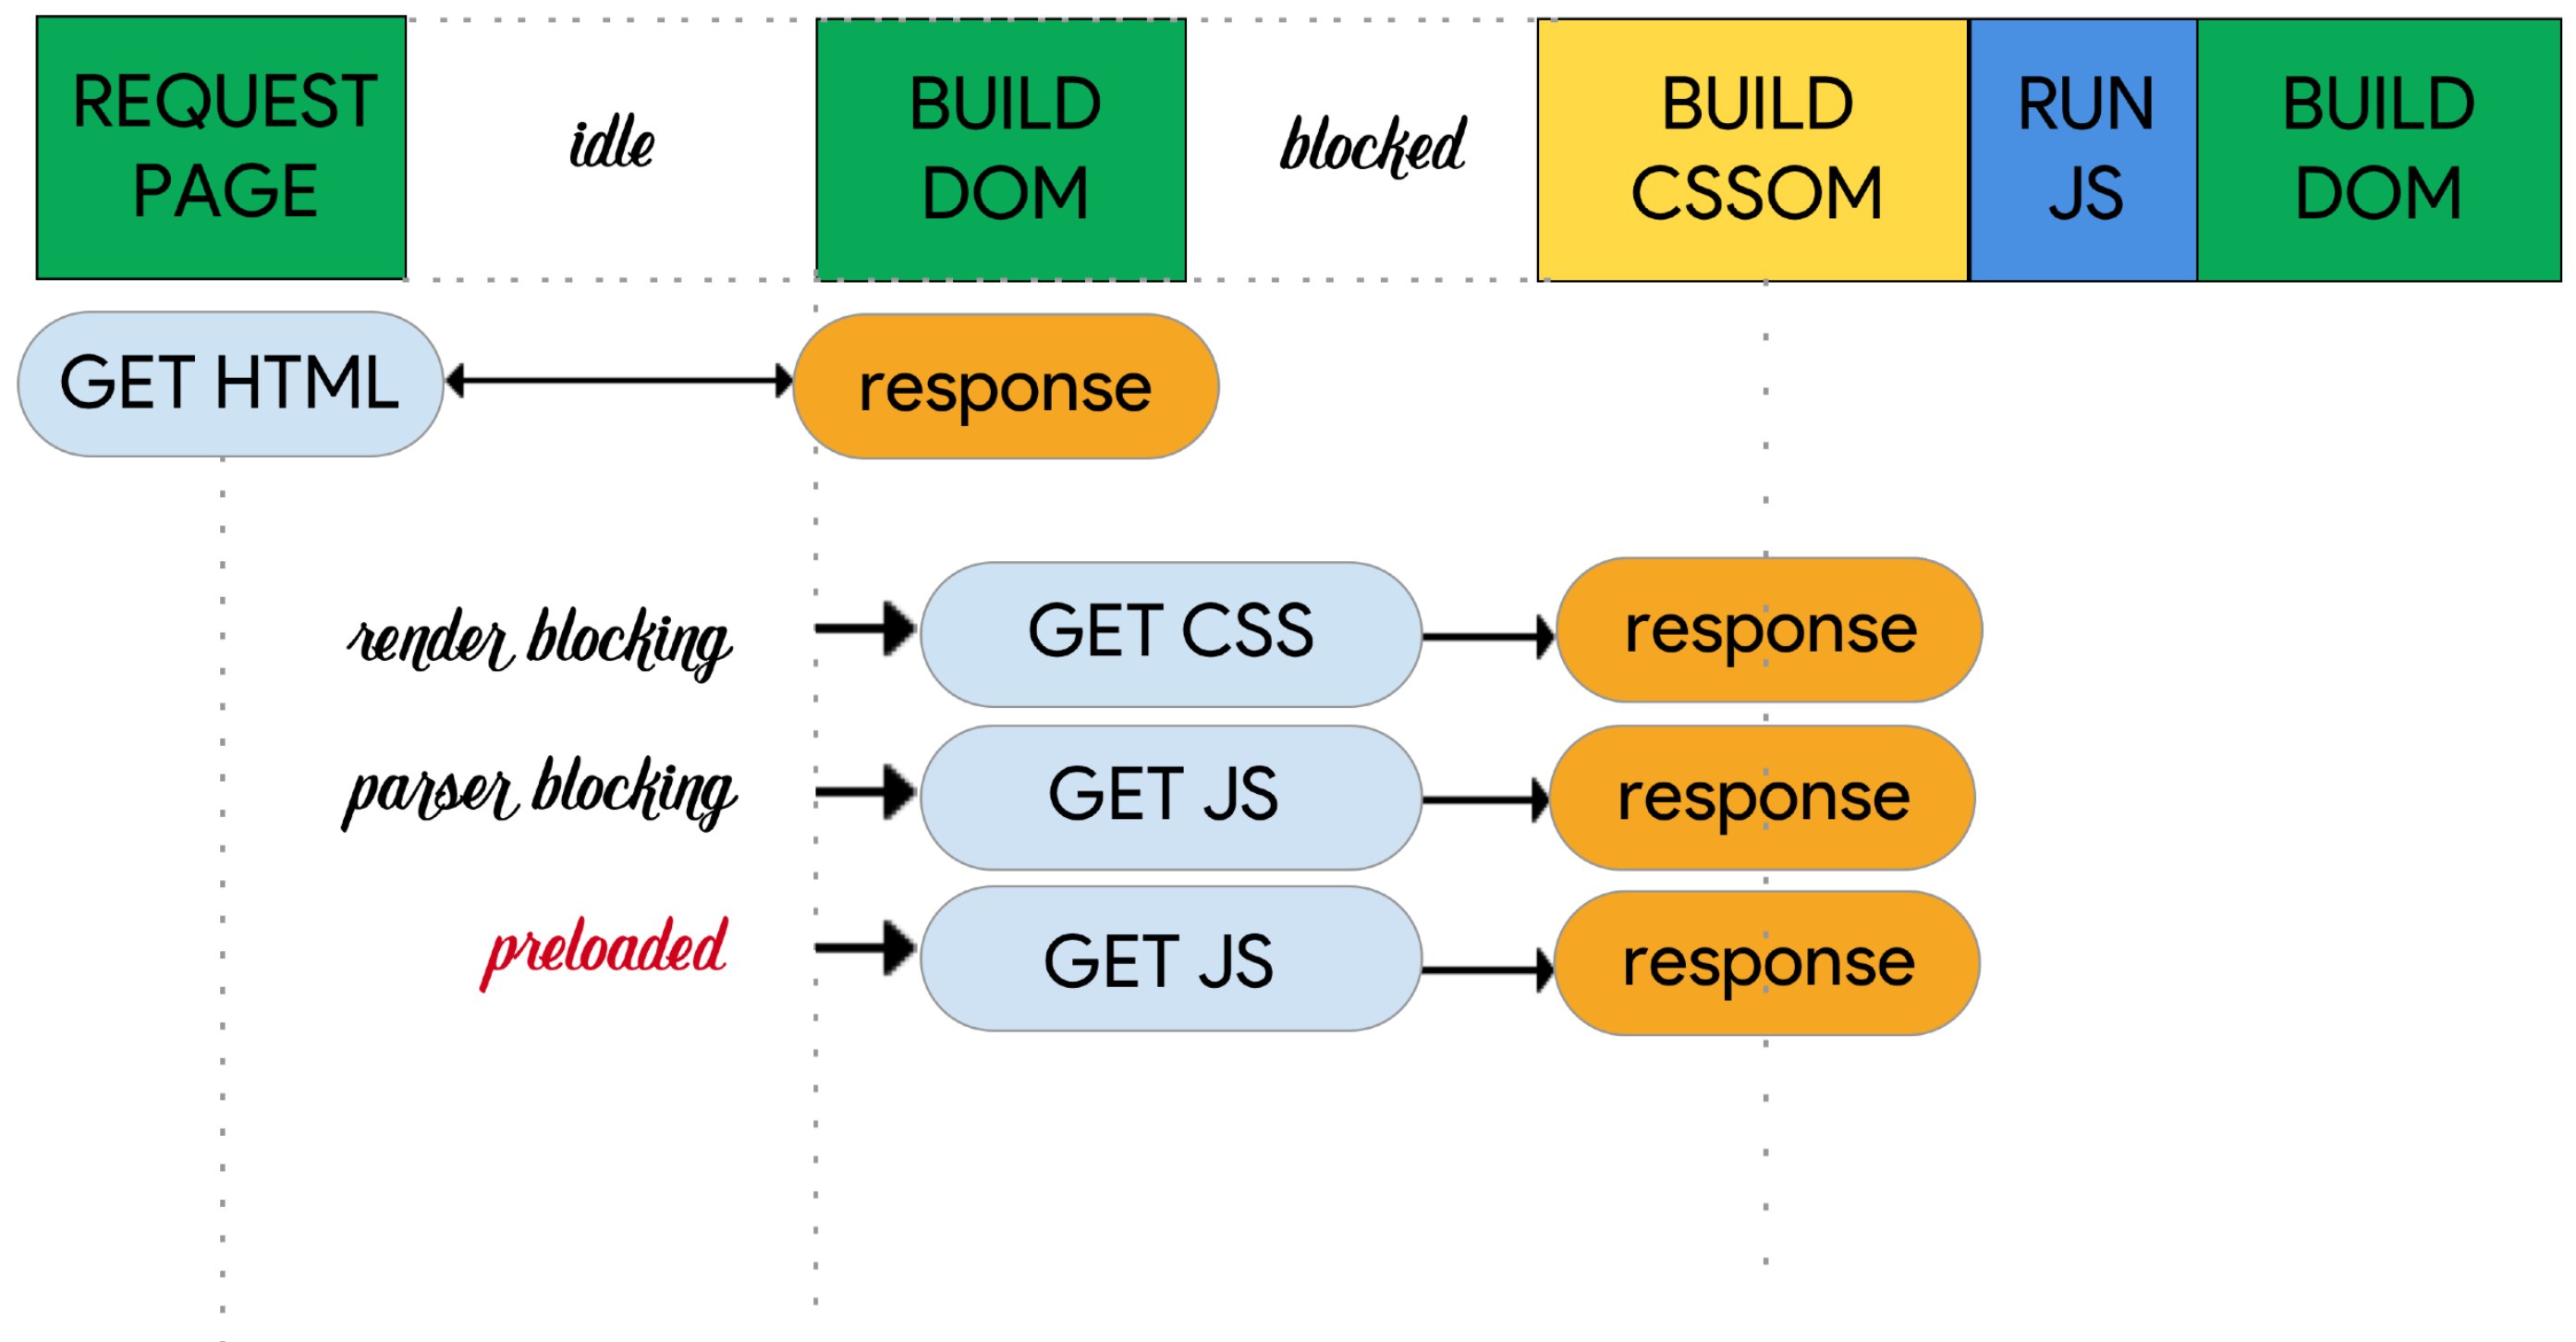 REQUEST
PAGE
idle
BUILD
DOM
blocked
BUILD
CSSOM
RUN
JS
BUILD
DOM
GET HTML
response
render blocking
GET CSS
response
parser blocking
GET JS
response
preloaded
GET JS
response